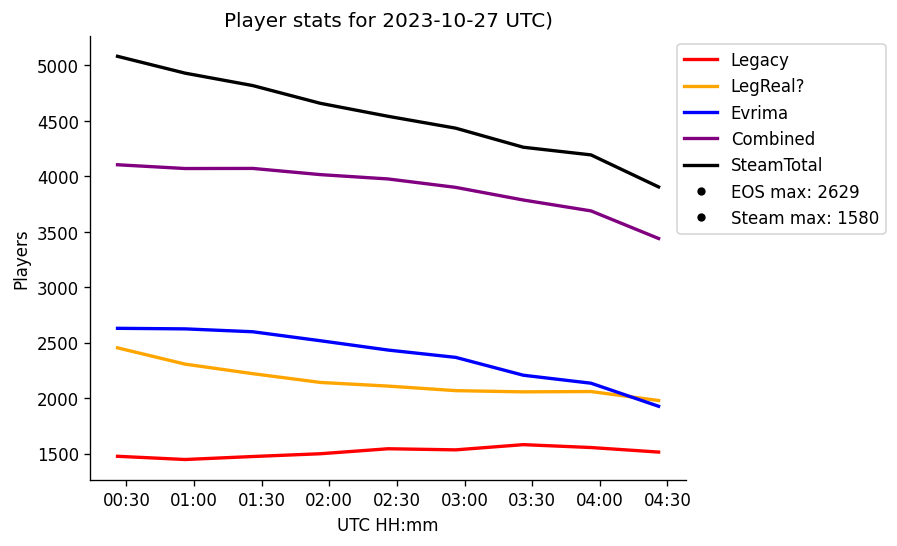 Player stats for 2023-10-27 UTC)
Legacy
LegReal?
Evrima
Combined
SteamTotal
EOS max: 2629
Steam max: 1580
Players
5000
4500
4000
3500
3000
2500
2000
1500
00:30 01:00 01:30 02:00 02:30 03:00 03:30 04:00 04:30
UTC HH:mm